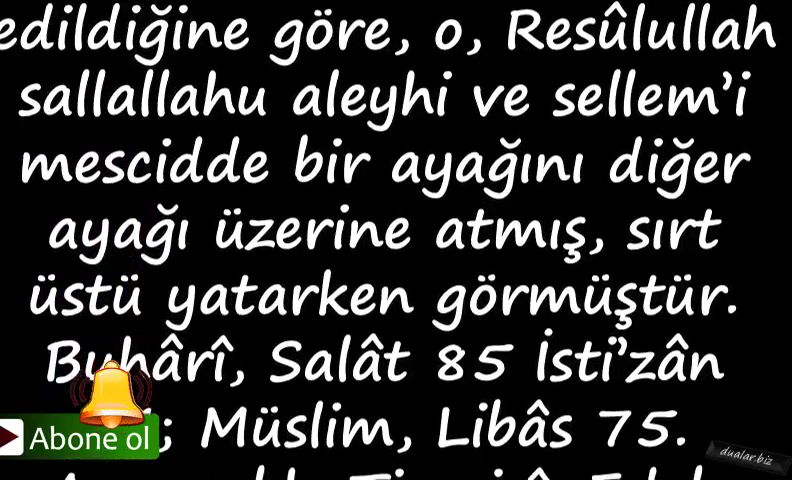 edildiğine göre, o, Resûlullah
sallallahu aleyhi ve sellem’i
mescidde bir ayağını diğer
ayağı üzerine atmış, sırt
üstü yatarken görmüştür.
Buhârî, Salât 85 İsti’zân
; Müslim, Libâs 75.
Abone ol
dualar.biz